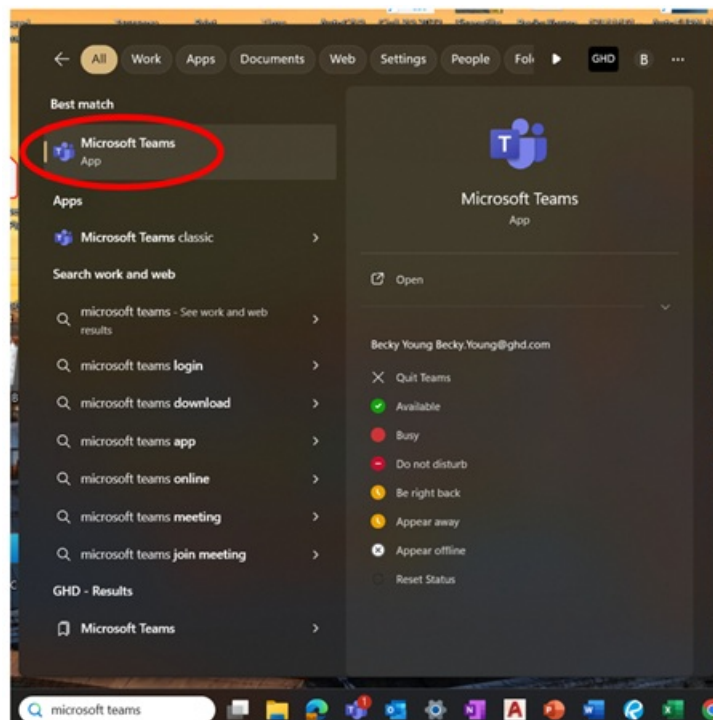 All Work Apps Documents Web Settings People GHD B
Best match
Microsoft Teams
App
Apps
Microsoft Teams classic
Search work and web
microsoft teams - See work and web
results
microsoft teams login
microsoft teams download
microsoft teams app
microsoft teams online
microsoft teams meeting
microsoft teams join meeting
GHD - Results
Microsoft Teams
T
Microsoft Teams
App
Open
Becky Young Becky.Young@ghd.com
Quit Teams
Available
Busy
Do not disturb
Be right back
Appear away
Appear offline
Reset Status
microsoft teams